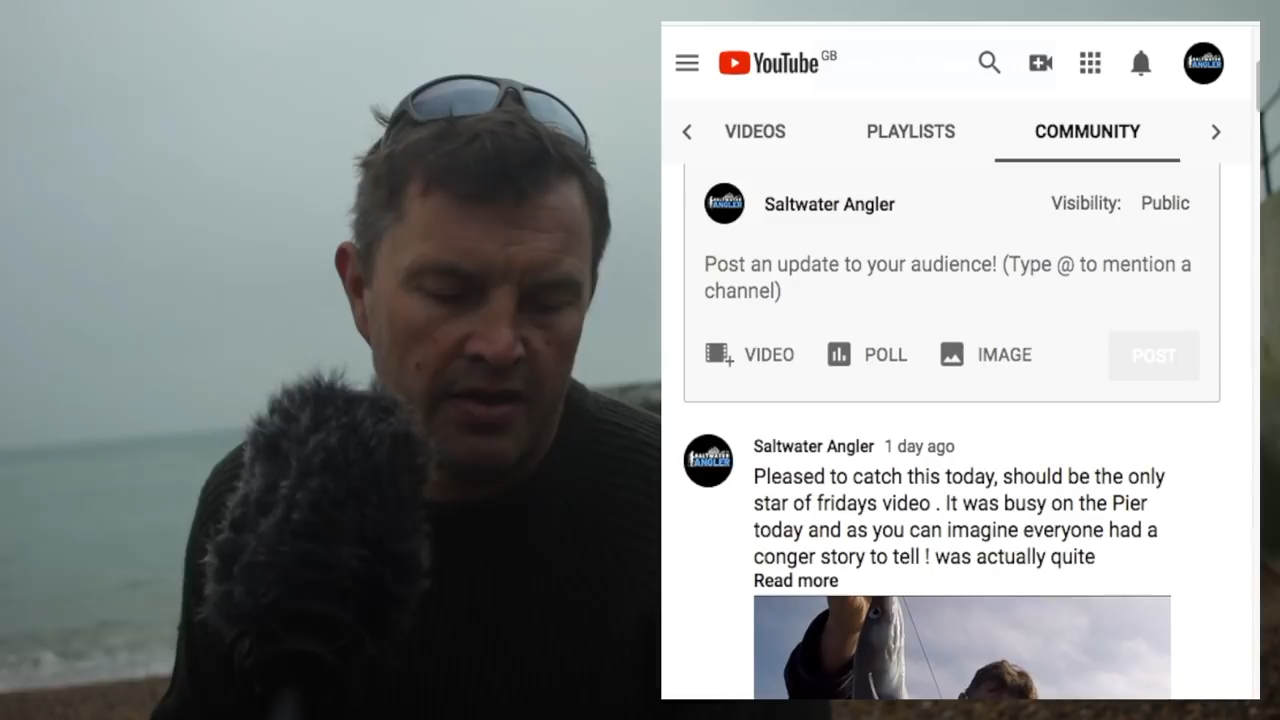 YouTube GB
VIDEOS PLAYLISTS COMMUNITY
Saltwater Angler Visibility: Public
Post an update to your audience! (Type @ to mention a
channel)
VIDEO POLL IMAGE POST
Saltwater Angler 1 day ago
Pleased to catch this today, should be the only
star of fridays video . It was busy on the Pier
today and as you can imagine everyone had a
conger story to tell ! was actually quite
Read more
SALTWATER
ANGLER